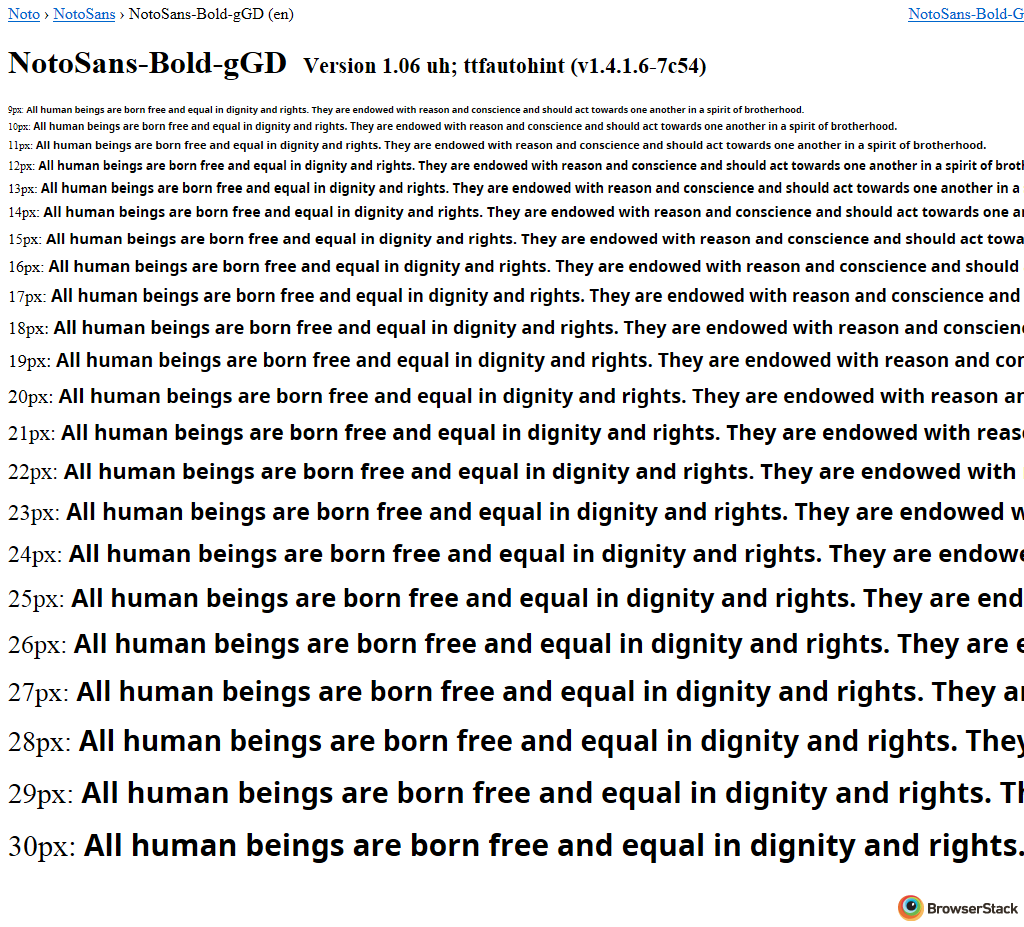 Noto › NotoSans › NotoSans-Bold-gGD (en) NotoSans-Bold-G
NotoSans-Bold-gGD Version 1.06 uh; ttfautohint (v1.4.1.6-7c54)
9px: All human beings are born free and equal in dignity and rights. They are endowed with reason and conscience and should act towards one another in a spirit of brotherhood.
10px: All human beings are born free and equal in dignity and rights. They are endowed with reason and conscience and should act towards one another in a spirit of brotherhood.
11px: All human beings are born free and equal in dignity and rights. They are endowed with reason and conscience and should act towards one another in a spirit of brotherhood.
12px: All human beings are born free and equal in dignity and rights. They are endowed with reason and conscience and should act towards one another in a spirit of broth
13px: All human beings are born free and equal in dignity and rights. They are endowed with reason and conscience and should act towards one another in a
14px: All human beings are born free and equal in dignity and rights. They are endowed with reason and conscience and should act towards one an
15px: All human beings are born free and equal in dignity and rights. They are endowed with reason and conscience and should act towa
16px: All human beings are born free and equal in dignity and rights. They are endowed with reason and conscience and should
17px: All human beings are born free and equal in dignity and rights. They are endowed with reason and conscience and
18px: All human beings are born free and equal in dignity and rights. They are endowed with reason and conscien
19px: All human beings are born free and equal in dignity and rights. They are endowed with reason and con
20px: All human beings are born free and equal in dignity and rights. They are endowed with reason an
21px: All human beings are born free and equal in dignity and rights. They are endowed with reas
22px: All human beings are born free and equal in dignity and rights. They are endowed with
23px: All human beings are born free and equal in dignity and rights. They are endowed w
24px: All human beings are born free and equal in dignity and rights. They are endowe
25px: All human beings are born free and equal in dignity and rights. They are end
26px: All human beings are born free and equal in dignity and rights. They are e
27px: All human beings are born free and equal in dignity and rights. They ar
28px: All human beings are born free and equal in dignity and rights. They
29px: All human beings are born free and equal in dignity and rights. Th
30px: All human beings are born free and equal in dignity and rights.
BrowserStack